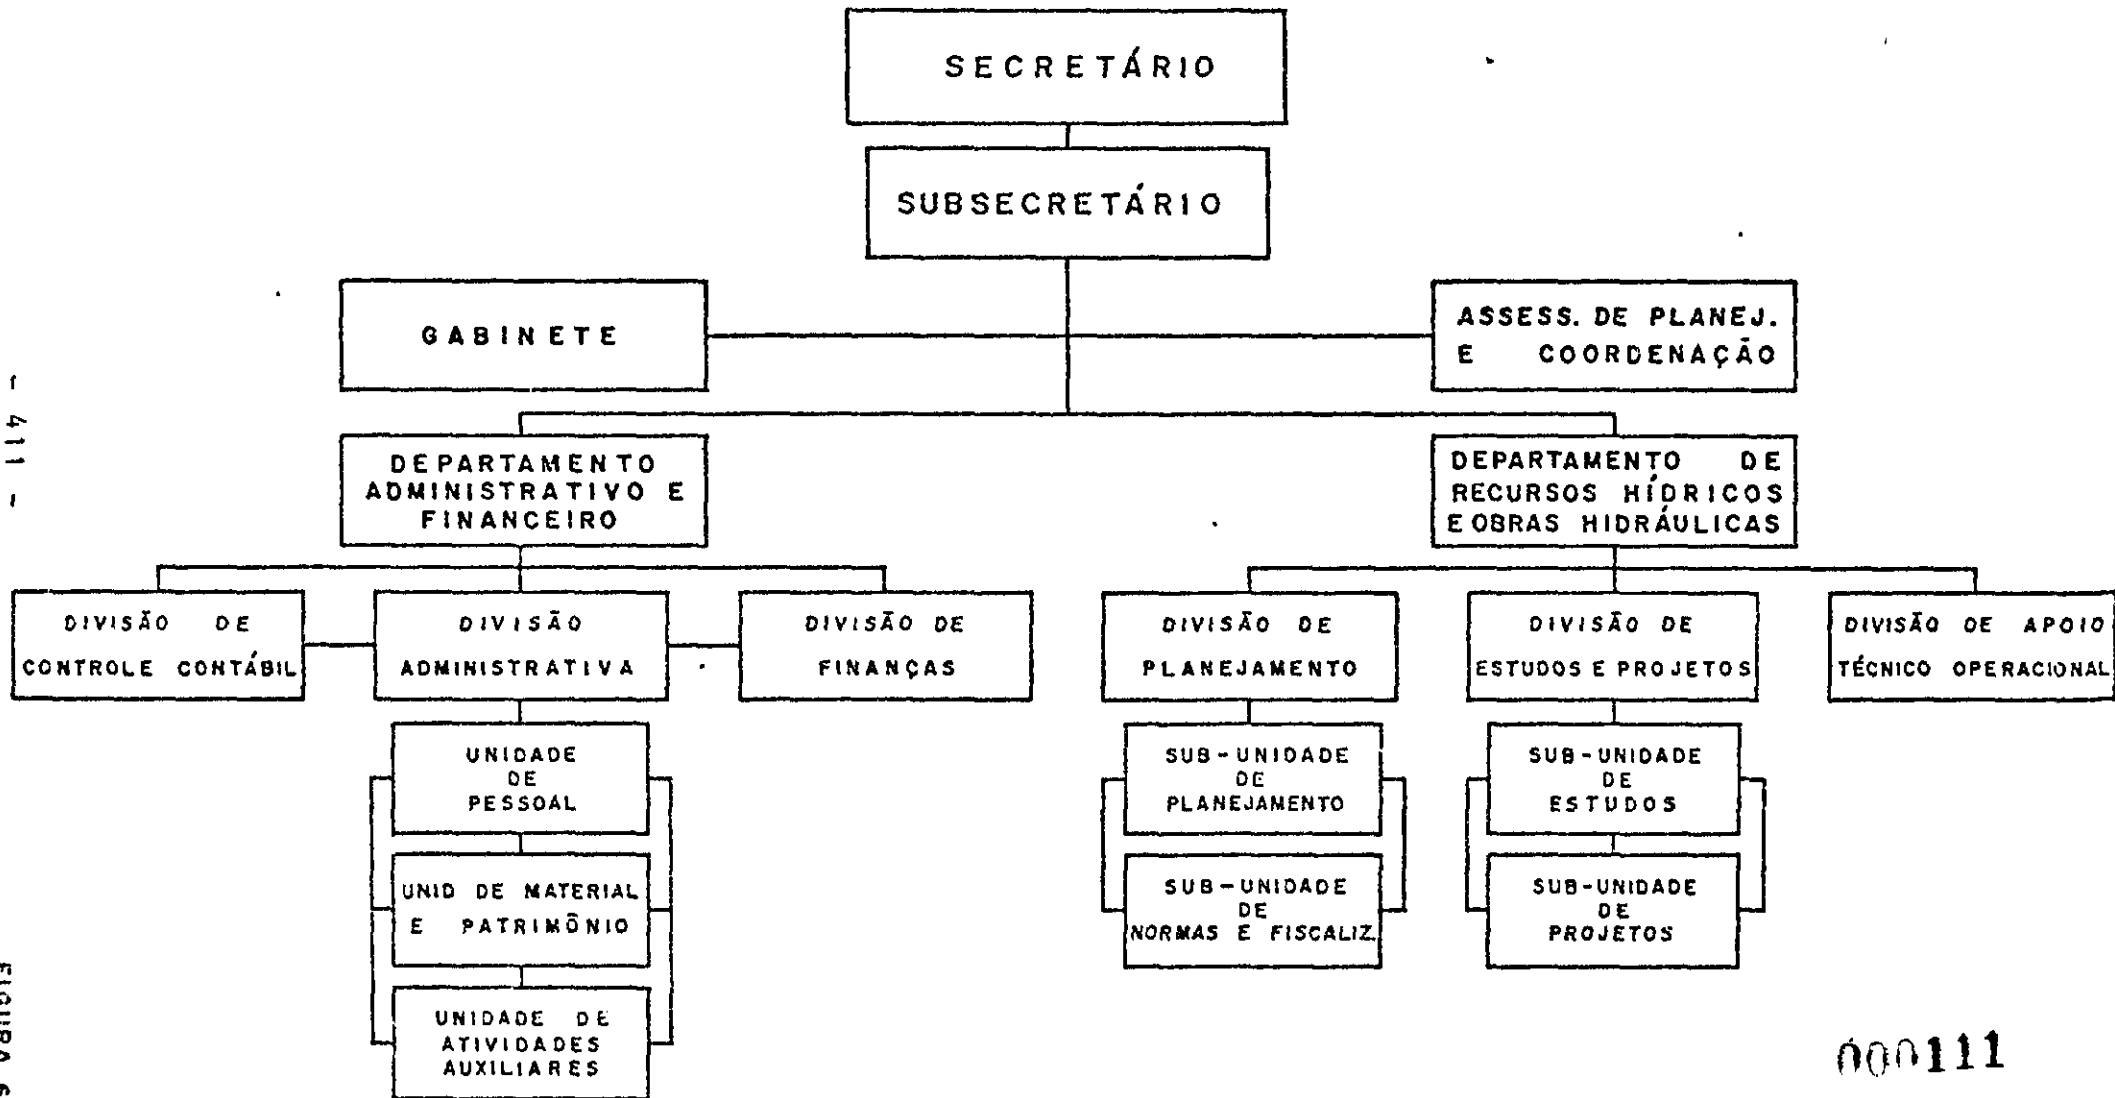 SECRETÁRIO
SUBSECRETÁRIO
GABINETE
ASSESS. DE PLANEJ.
E COORDENAÇÃO
DEPARTAMENTO
ADMINISTRATIVO E
FINANCEIRO
DEPARTAMENTO DE
RECURSOS HÍDRICOS
E OBRAS HIDRÁULICAS
DIVISÃO DE
CONTROLE CONTÁBIL
DIVISÃO
ADMINISTRATIVA
DIVISÃO DE
FINANÇAS
DIVISÃO DE
PLANEJAMENTO
DIVISÃO DE
ESTUDOS E PROJETOS
DIVISÃO DE APOIO
TÉCNICO OPERACIONAL
UNIDADE
DE
PESSOAL
UNID DE MATERIAL
E PATRIMÔNIO
UNIDADE DE
ATIVIDADES
AUXILIARES
SUB-UNIDADE
DE
PLANEJAMENTO
SUB-UNIDADE
DE
NORMAS E FISCALIZ.
SUB-UNIDADE
DE
ESTUDOS
SUB-UNIDADE
DE
PROJETOS
- 411 -
FIGURA
000111